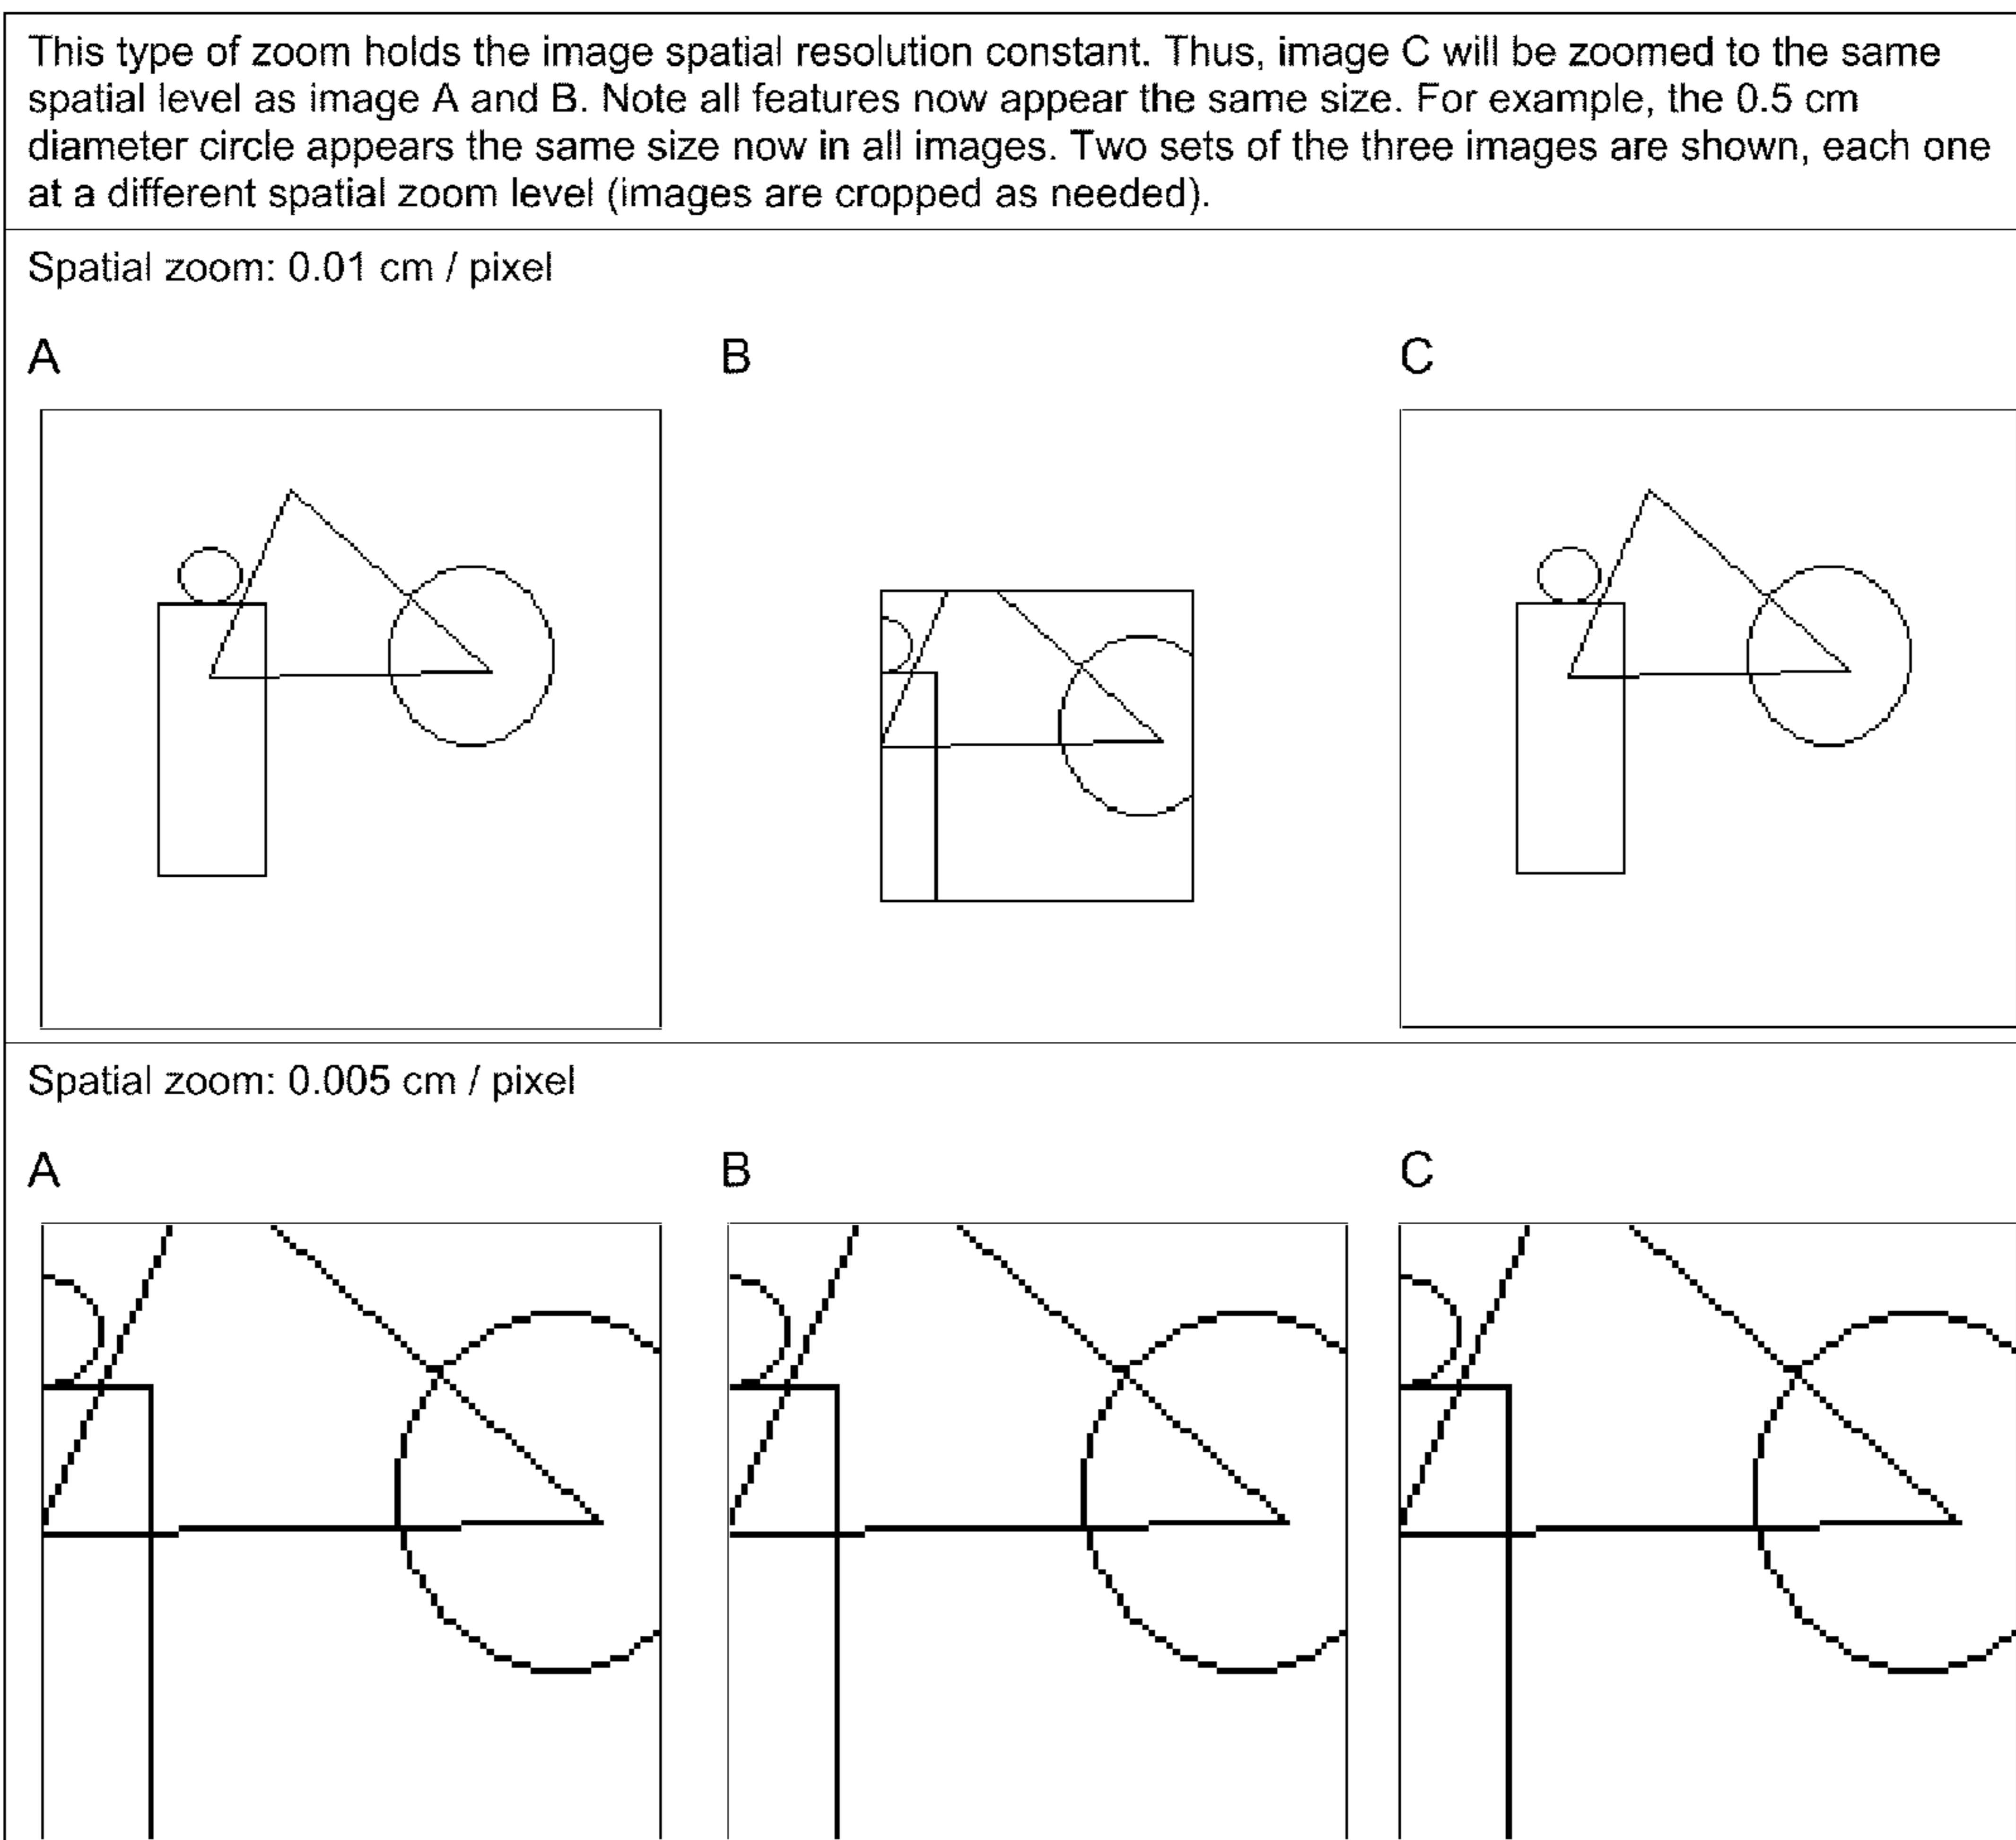 This type of zoom holds the image spatial resolution constant. Thus, image C will be zoomed to the same
spatial level as image A and B. Note all features now appear the same size. For example, the 0.5 cm
diameter circle appears the same size now in all images. Two sets of the three images are shown, each one
at a different spatial zoom level (images are cropped as needed).
Spatial zoom: 0.01 cm / pixel
A B C
Spatial zoom: 0.005 cm / pixel
A B C